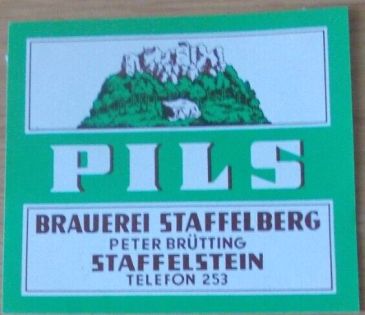 PILS
BRAUEREI STAFFELBERG
PETER BRÜTTING
STAFFELSTEIN
TELEFON 253